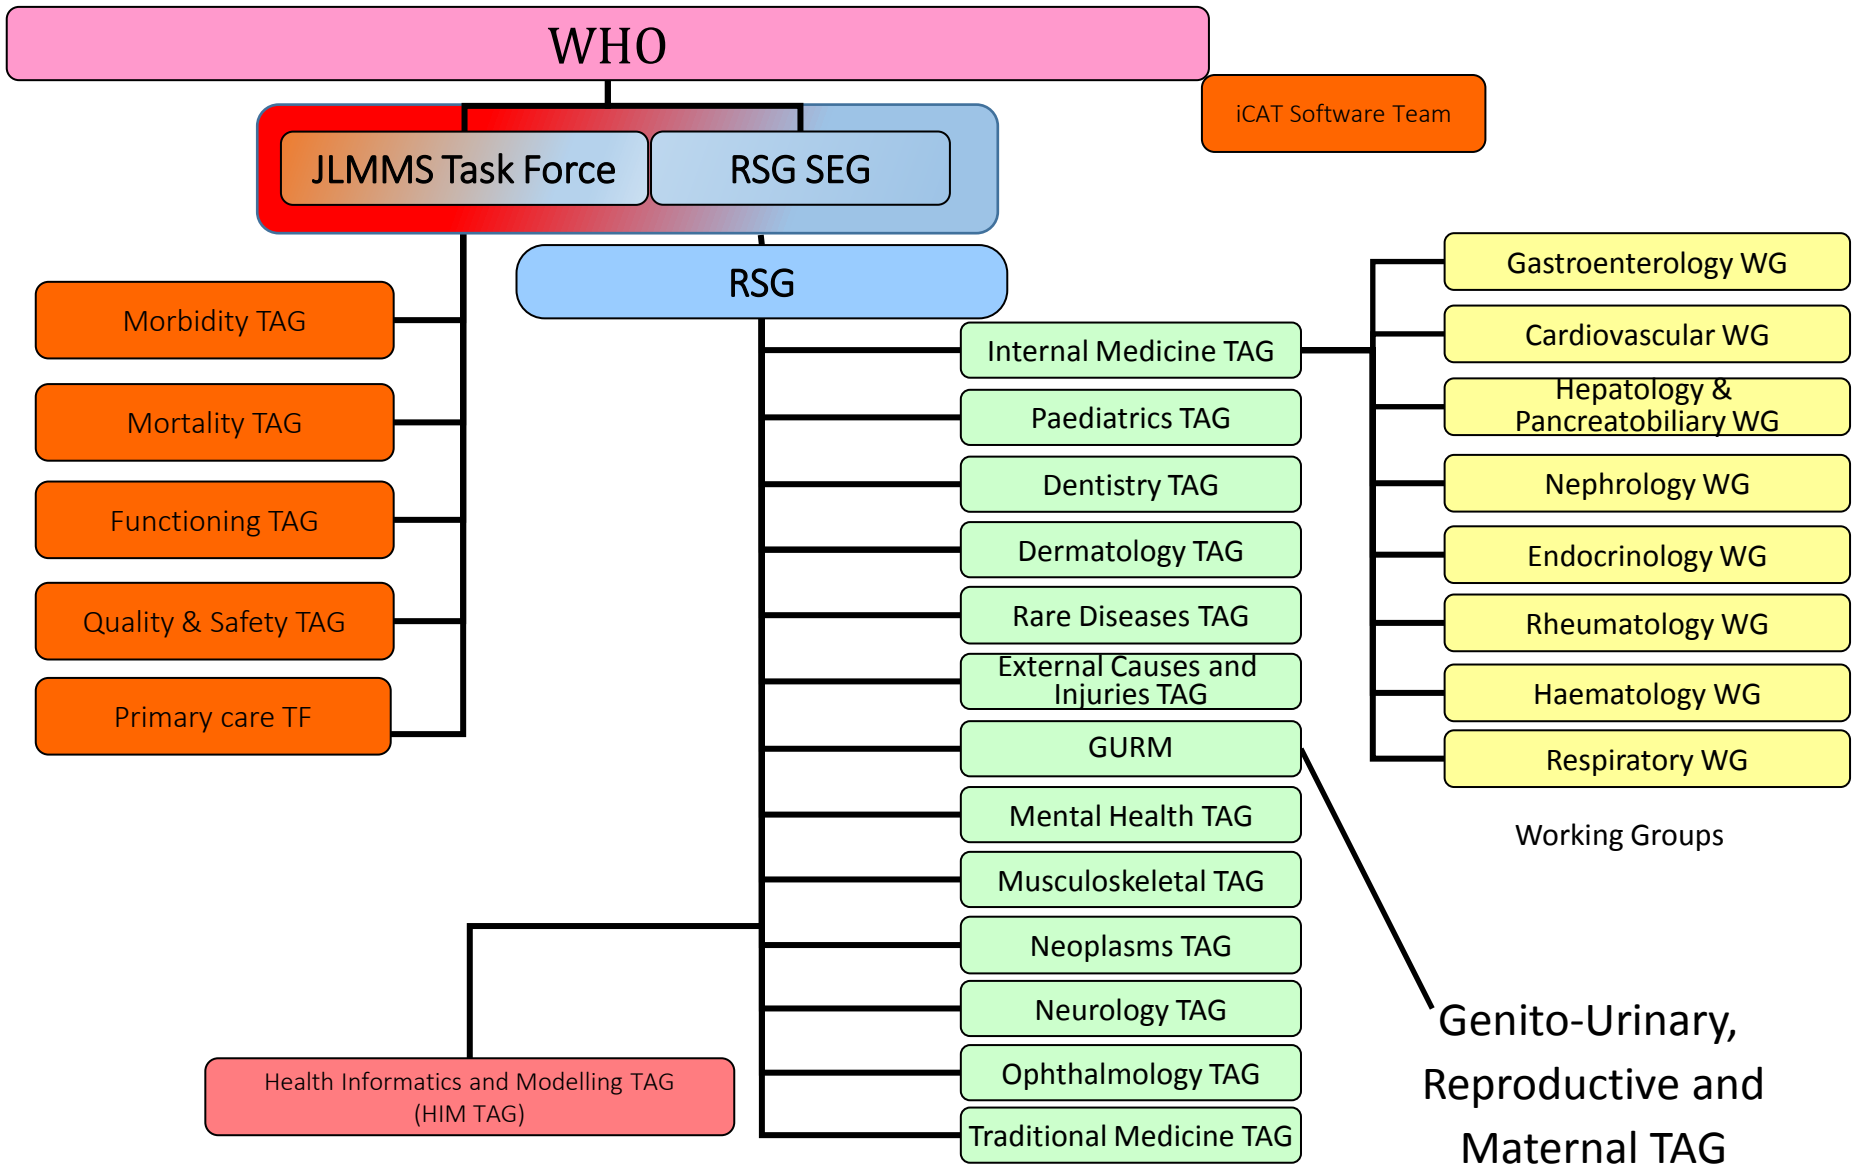 WHO
iCAT Software Team
JLMMS Task Force
RSG SEG
RSG
Morbidity TAG
Mortality TAG
Functioning TAG
Quality & Safety TAG
Primary care TF
Internal Medicine TAG
Paediatrics TAG
Dentistry TAG
Dermatology TAG
Rare Diseases TAG
External Causes and
Injuries TAG
GURM
Mental Health TAG
Musculoskeletal TAG
Neoplasms TAG
Neurology TAG
Ophthalmology TAG
Traditional Medicine TAG
Health Informatics and Modelling TAG
(HIM TAG)
Gastroenterology WG
Cardiovascular WG
Hepatology &
Pancreatobiliary WG
Nephrology WG
Endocrinology WG
Rheumatology WG
Haematology WG
Respiratory WG
Working Groups
Genito-Urinary,
Reproductive and
Maternal TAG